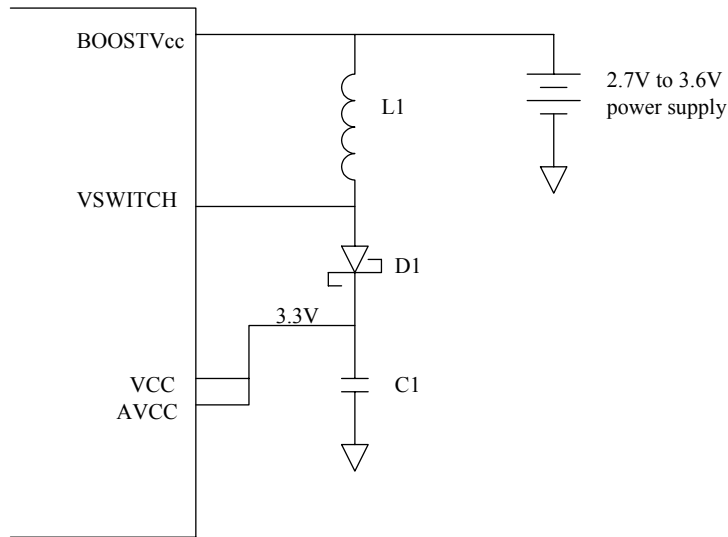 BOOSTVcc
L1
2.7V to 3.6V
power supply
VSWITCH
D1
3.3V
VCC
AVCC
C1